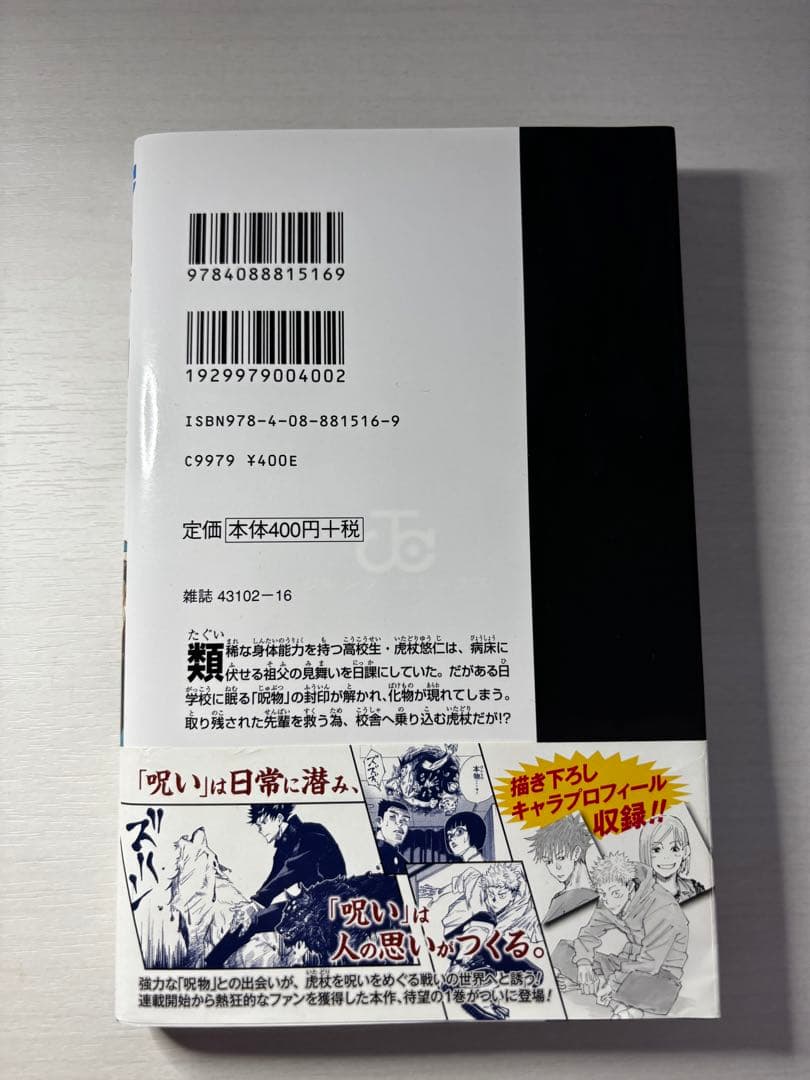 9784088815169
1929979004002
ISBN978-4-08-881516-9
C9979 ¥400E
定価 本体400円+税
雑誌 43102-16
類稀な身体能力を持つ高校生・虎杖悠仁は、病床に
伏せる祖父の見舞いを日課にしていた。だがある日
学校に眠る「呪物」の封印が解かれ、化物が現れてしまう。
取り残された先輩を救う為、校舎へ乗り込む虎杖だが!?
「呪い」は日常に潜み、
描き下ろし
キャラプロフィール
収録!!
「呪い」は
人の思いがつくる。
強力な「呪物」との出会いが、虎杖を呪いをめぐる戦いの世界へと誘う!
連載開始から熱狂的なファンを獲得した本作、待望の1巻がついに登場!